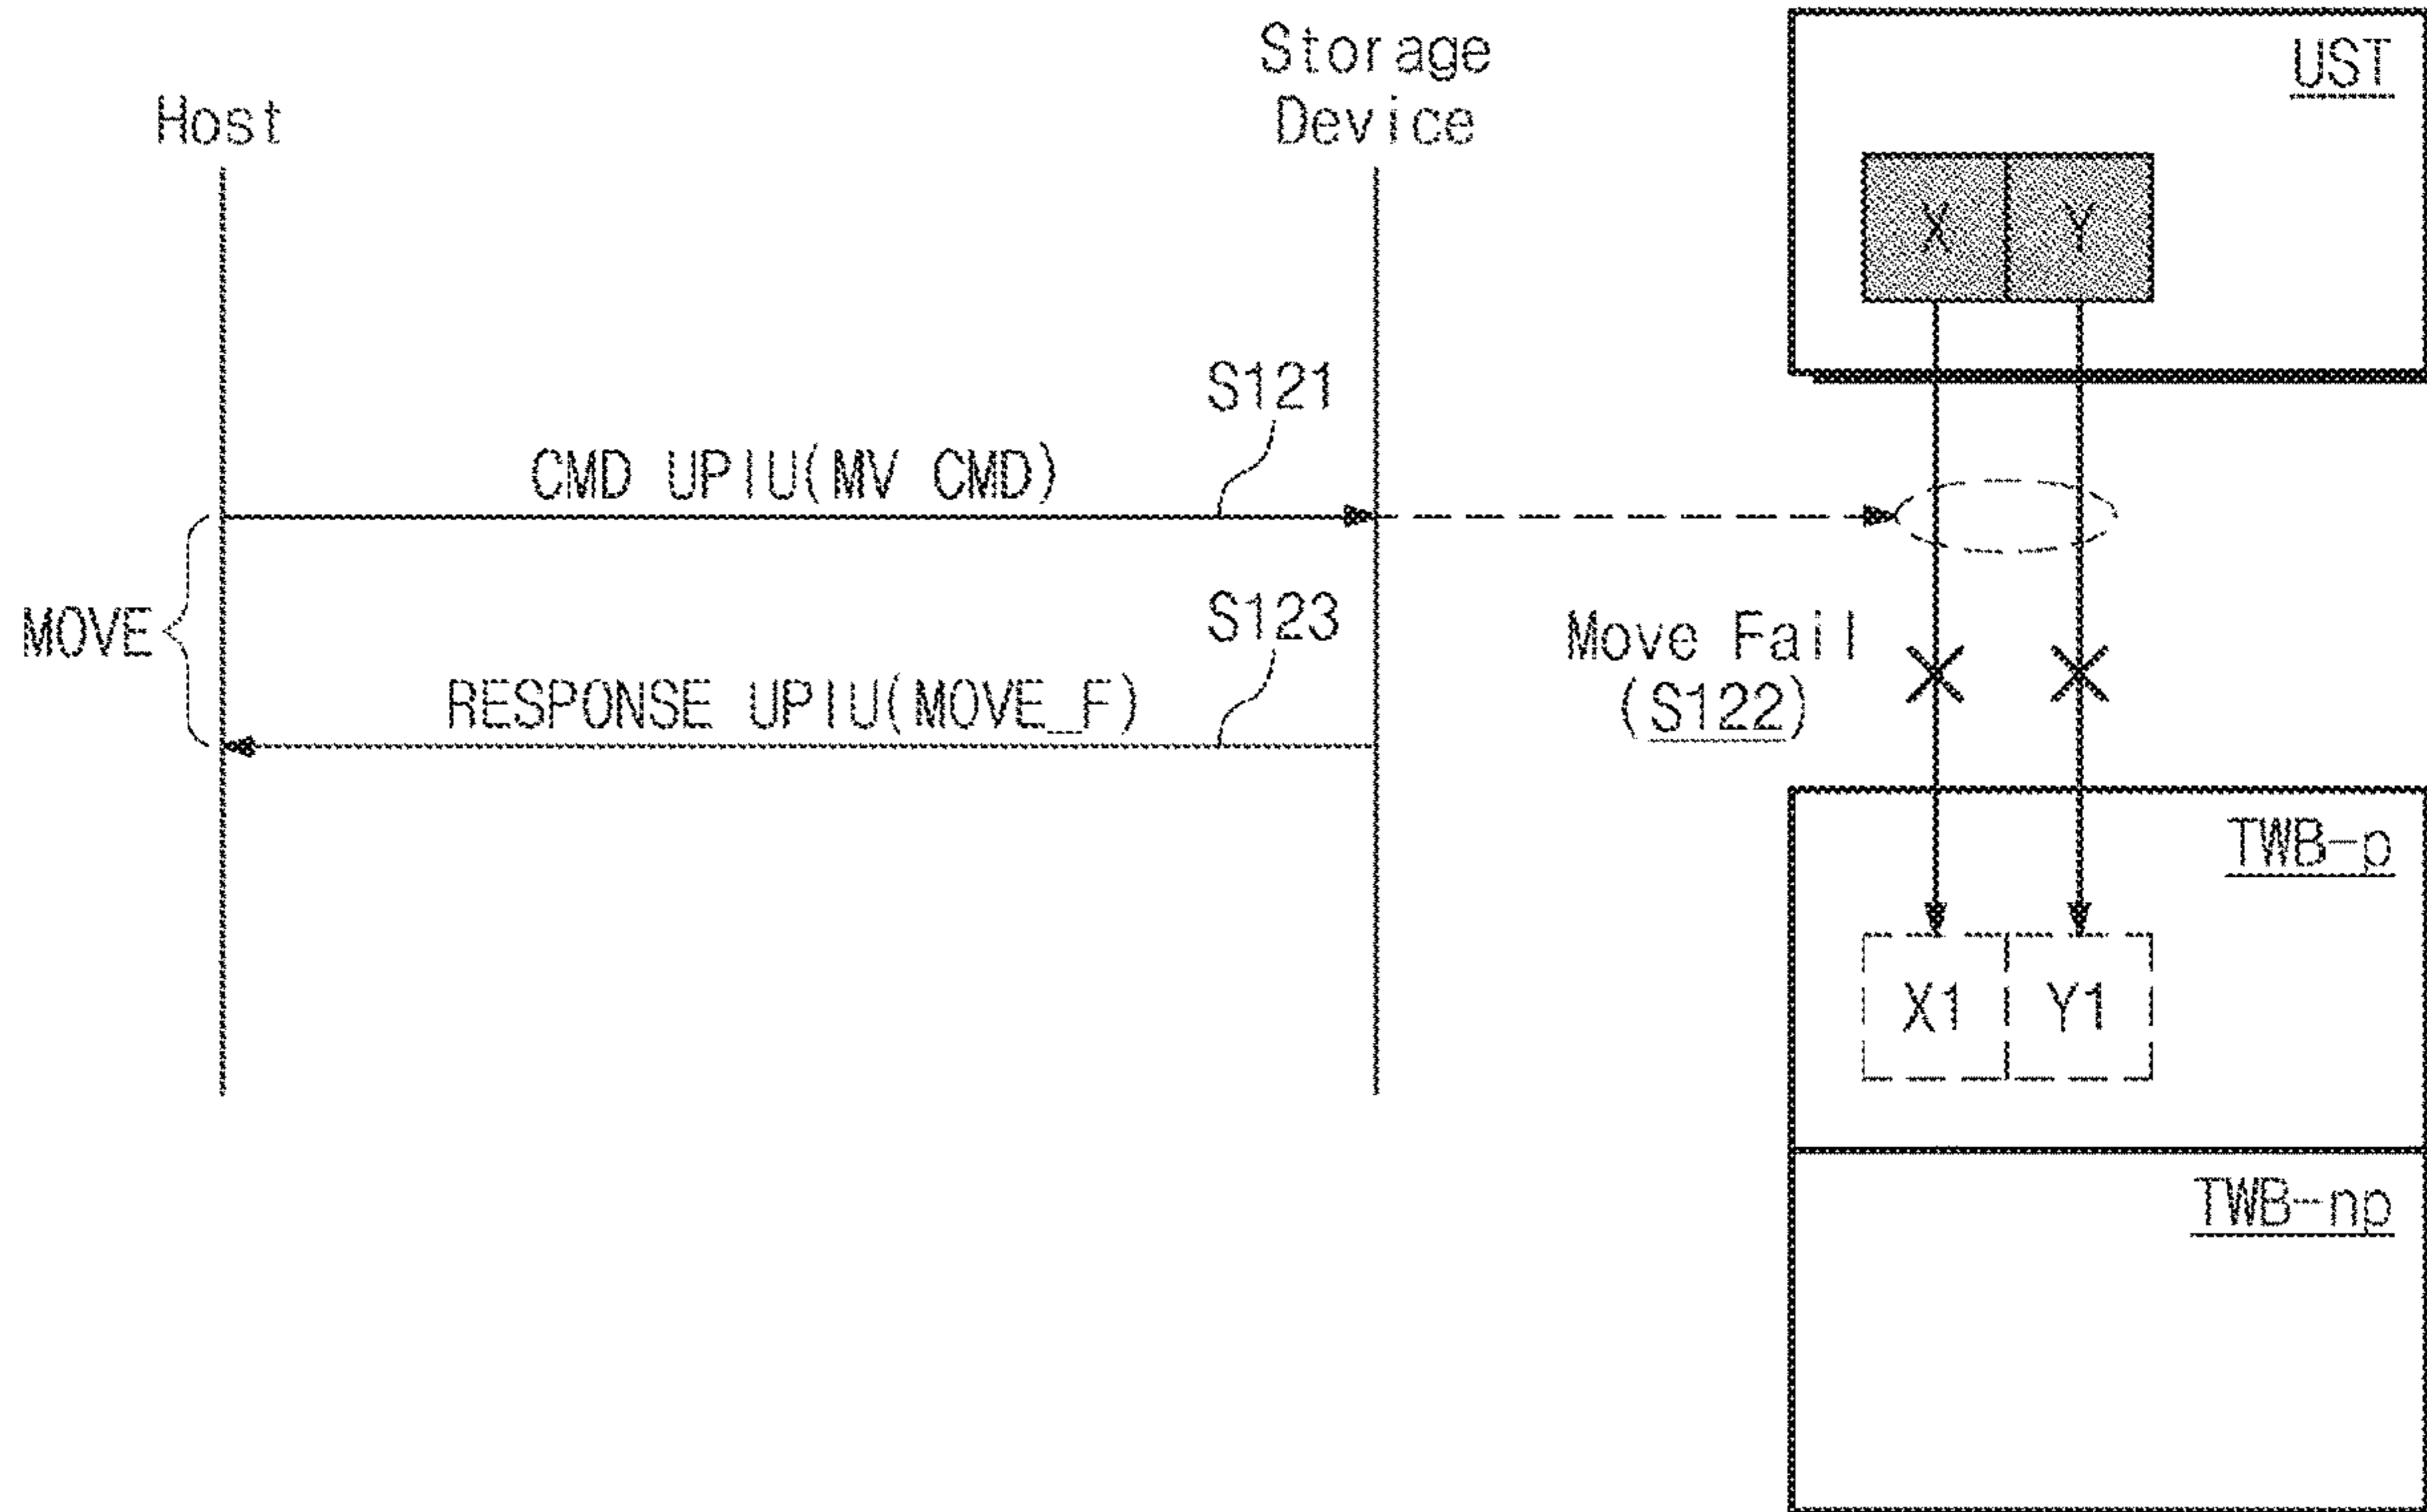 Host
Storage
Device
UST
X Y
S121
CMD UPIU(MV CMD)
MOVE
S123
Move Fail
(S122)
RESPONSE UPIU(MOVE_F)
TWB-p
X1 Y1
TWB-np